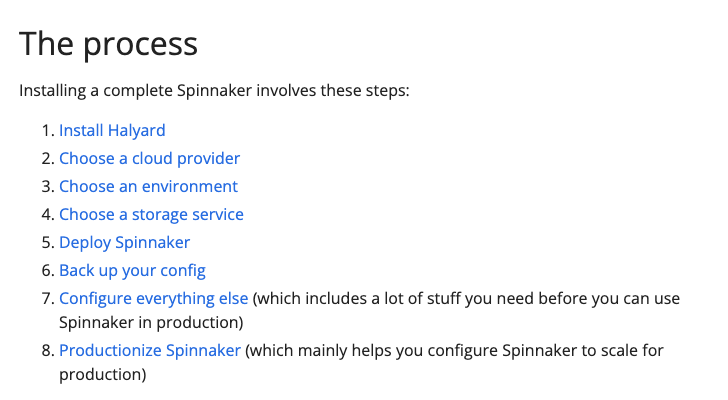 The process
Installing a complete Spinnaker involves these steps:
1. Install Halyard
2. Choose a cloud provider
3. Choose an environment
4. Choose a storage service
5. Deploy Spinnaker
6. Back up your config
7. Configure everything else (which includes a lot of stuff you need before you can use
Spinnaker in production)
8. Productionize Spinnaker (which mainly helps you configure Spinnaker to scale for
production)